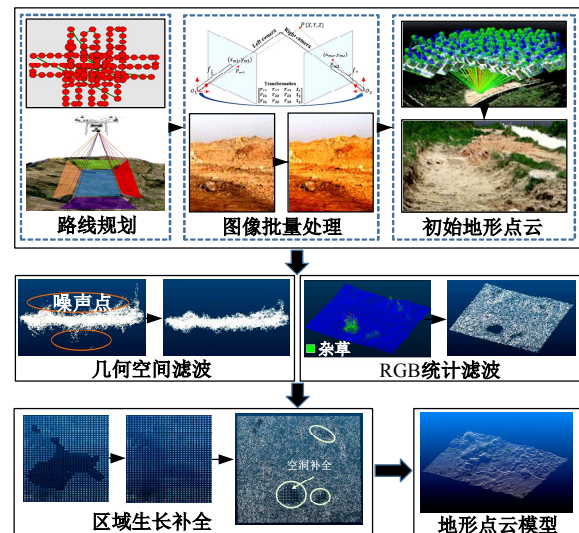 P(X,Y,Z)
Left camera
Right camera
Transformation
路线规划
图像批量处理
初始地形点云
噪声点
杂草
几何空间滤波
RGB统计滤波
空洞补全
区域生长补全
地形点云模型